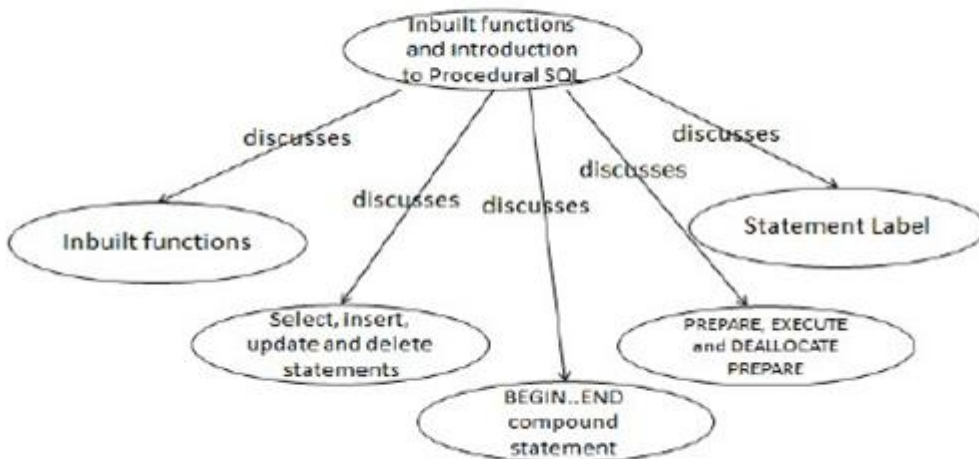 Inbuilt functions
and introduction
to Procedural SQL
discusses
discusses
discusses
discusses
discusses
Inbuilt functions
Statement Label
Select, insert,
update and delete
statements
PREPARE, EXECUTE
and DEALLOCATE
PREPARE
BEGIN..END
compound
statement